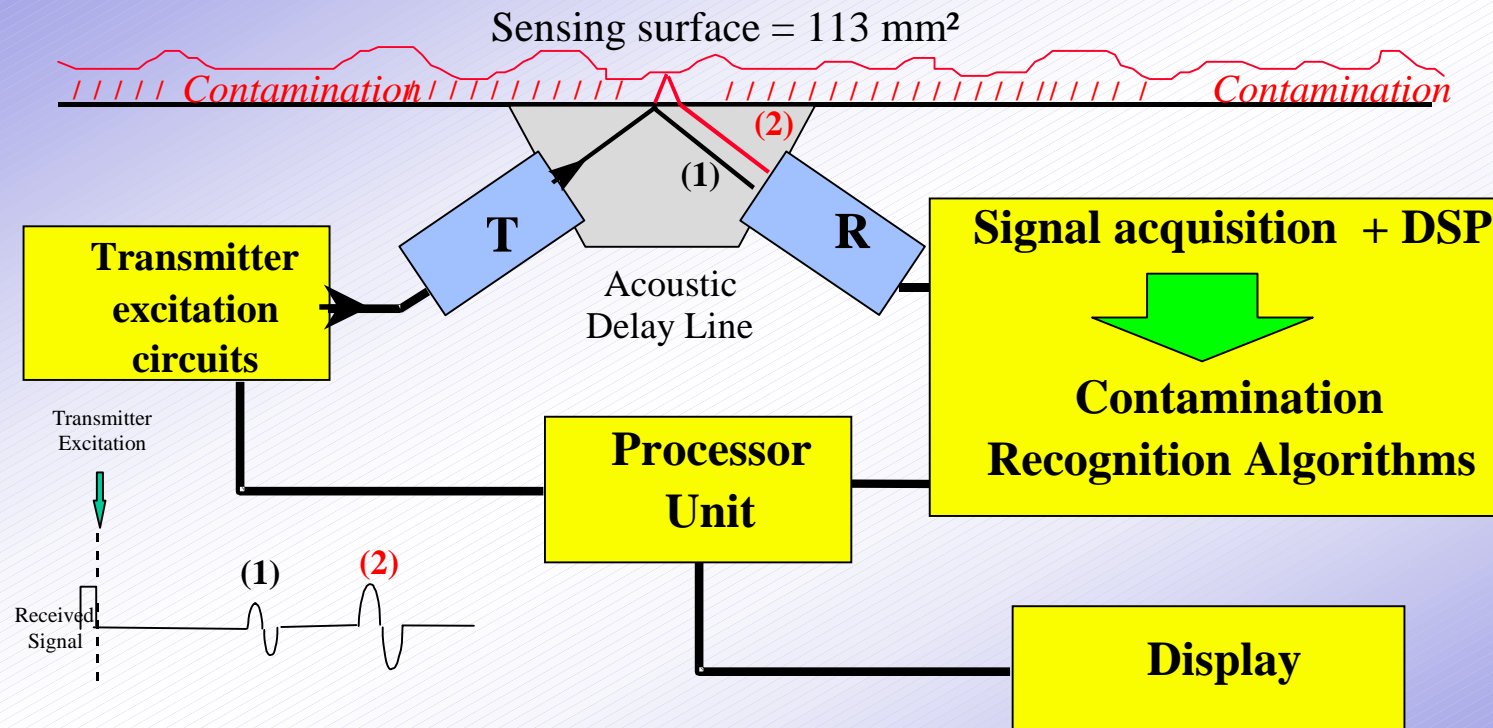 Sensing surface = 113 mm²
Contamination
Contamination
(2)
(1)
T
R
Acoustic
Delay Line
Transmitter
excitation
circuits
Signal acquisition + DSP
Contamination
Recognition Algorithms
Processor
Unit
Transmitter
Excitation
(1)
(2)
Received
Signal
Display